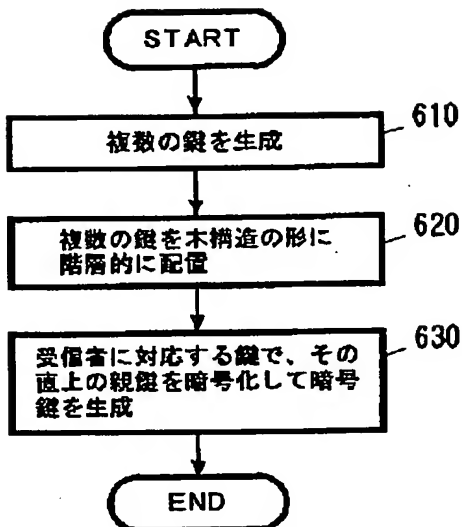 START
複数の鍵を生成
610
複数の鍵を木構造の形に
階層的に配置
620
受信者に対応する鍵で、その
直上の親鍵を暗号化して暗号
鍵を生成
630
END